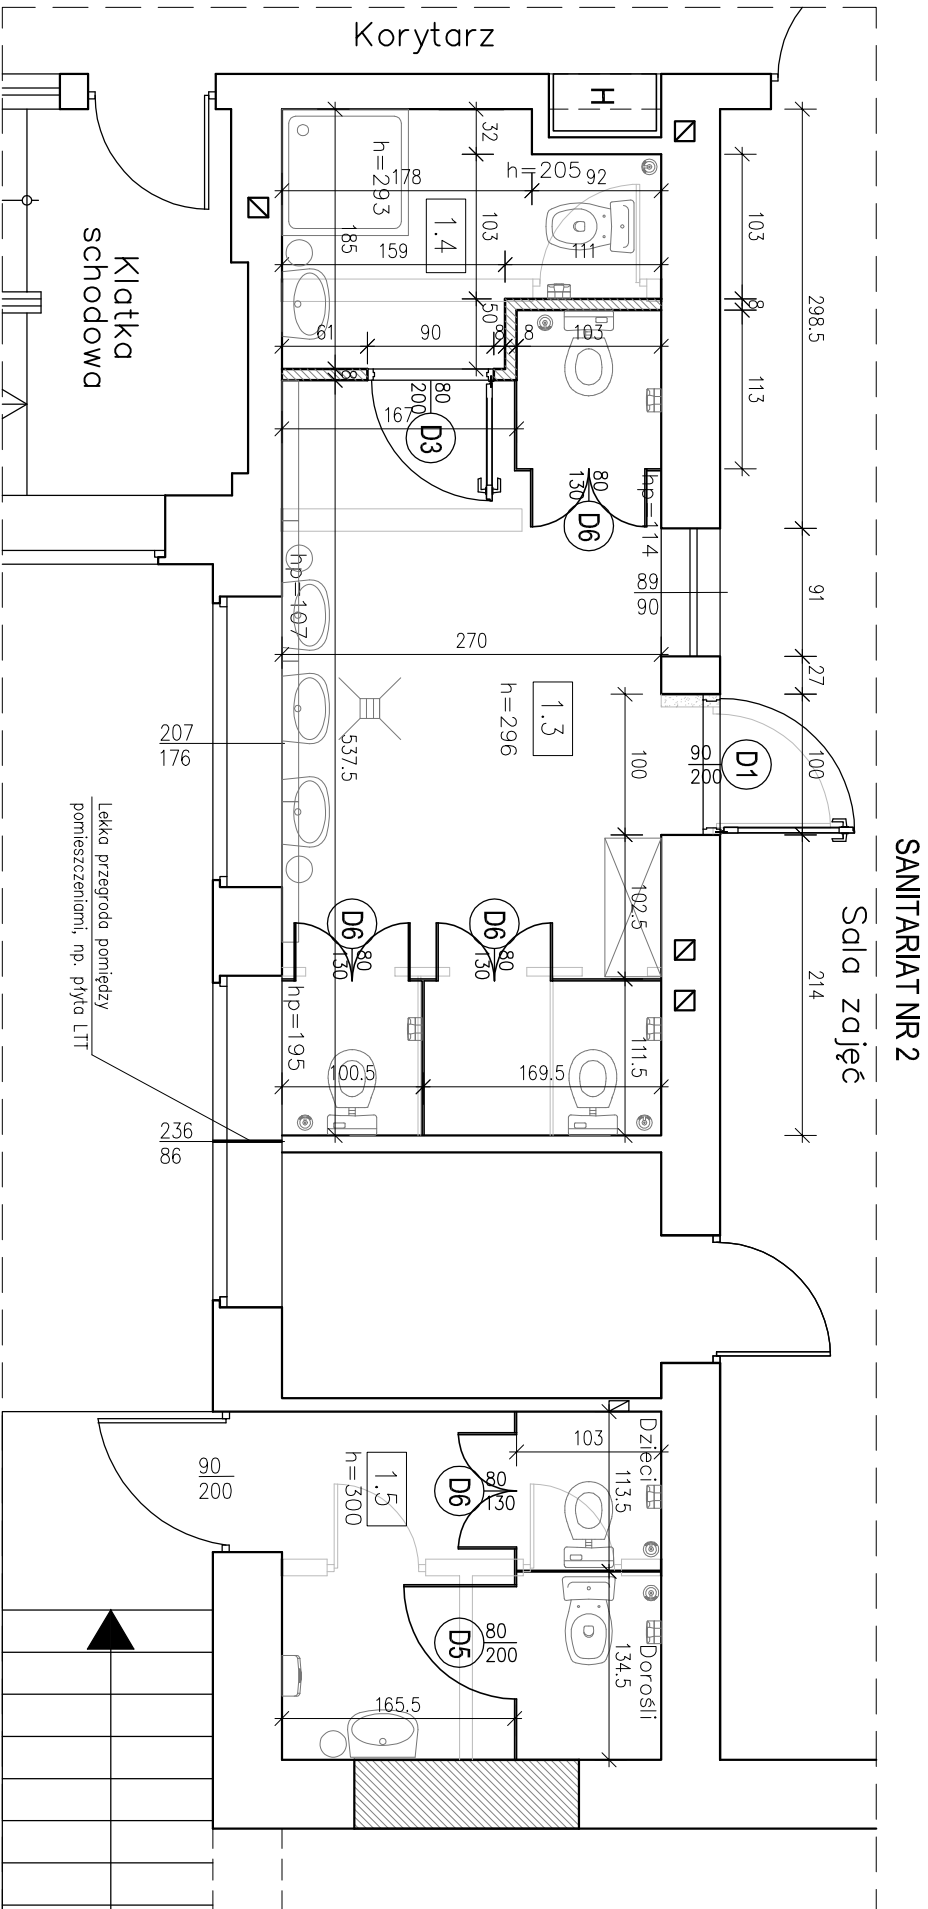 SANITARIAT NR 2
Korytarz
Sala zajęć
Klatka
schodowa
H
h=293
h=205
32
178
92
1.4
103
103
185
159
111
298.5
8
50
61
90
8
8
103
8
113
80
200
D3
167
80
130
D6
hp=114
89
90
91
hp=107
270
27
1.3
h=296
207
176
537.5
100
90
200
D1
100
Lekka przegroda pomiędzy
pomieszczeniami, np. płyta LTT
102.5
D6
80
130
D6
80
130
214
hp=195
100.5
169.5
111.5
236
86
Dzieci
103
113.5
90
200
1.5
h=300
D6
80
130
D5
80
200
Dorośli
134.5
165.5